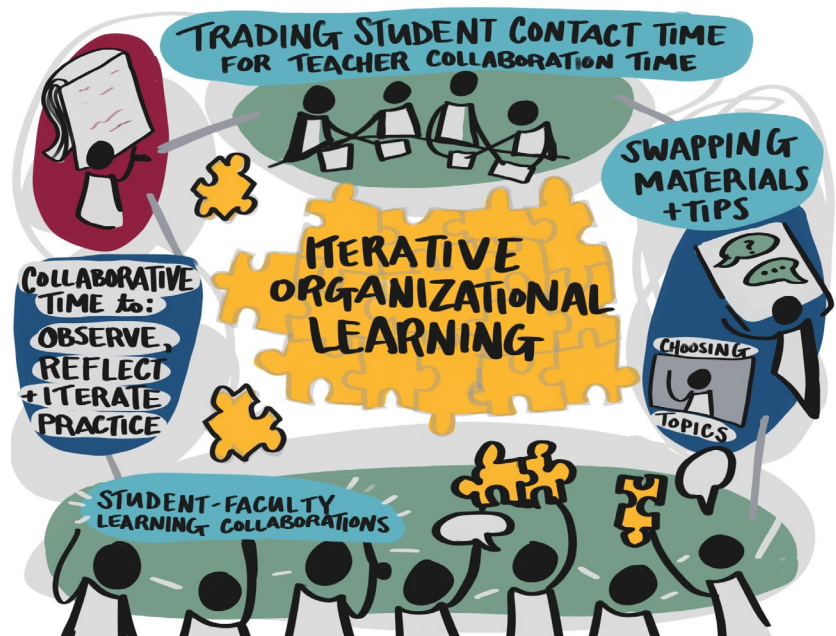 TRADING STUDENT CONTACT TIME
FOR TEACHER COLLABORATION TIME
SWAPPING
MATERIALS
+TIPS
ITERATIVE
ORGANIZATIONAL
LEARNING
COLLABORATIVE
TIME to:
OBSERVE,
REFLECT
+ITERATE
PRACTICE
?
CHOOSING
TOPICS
STUDENT-FACULTY
LEARNING COLLABORATIONS